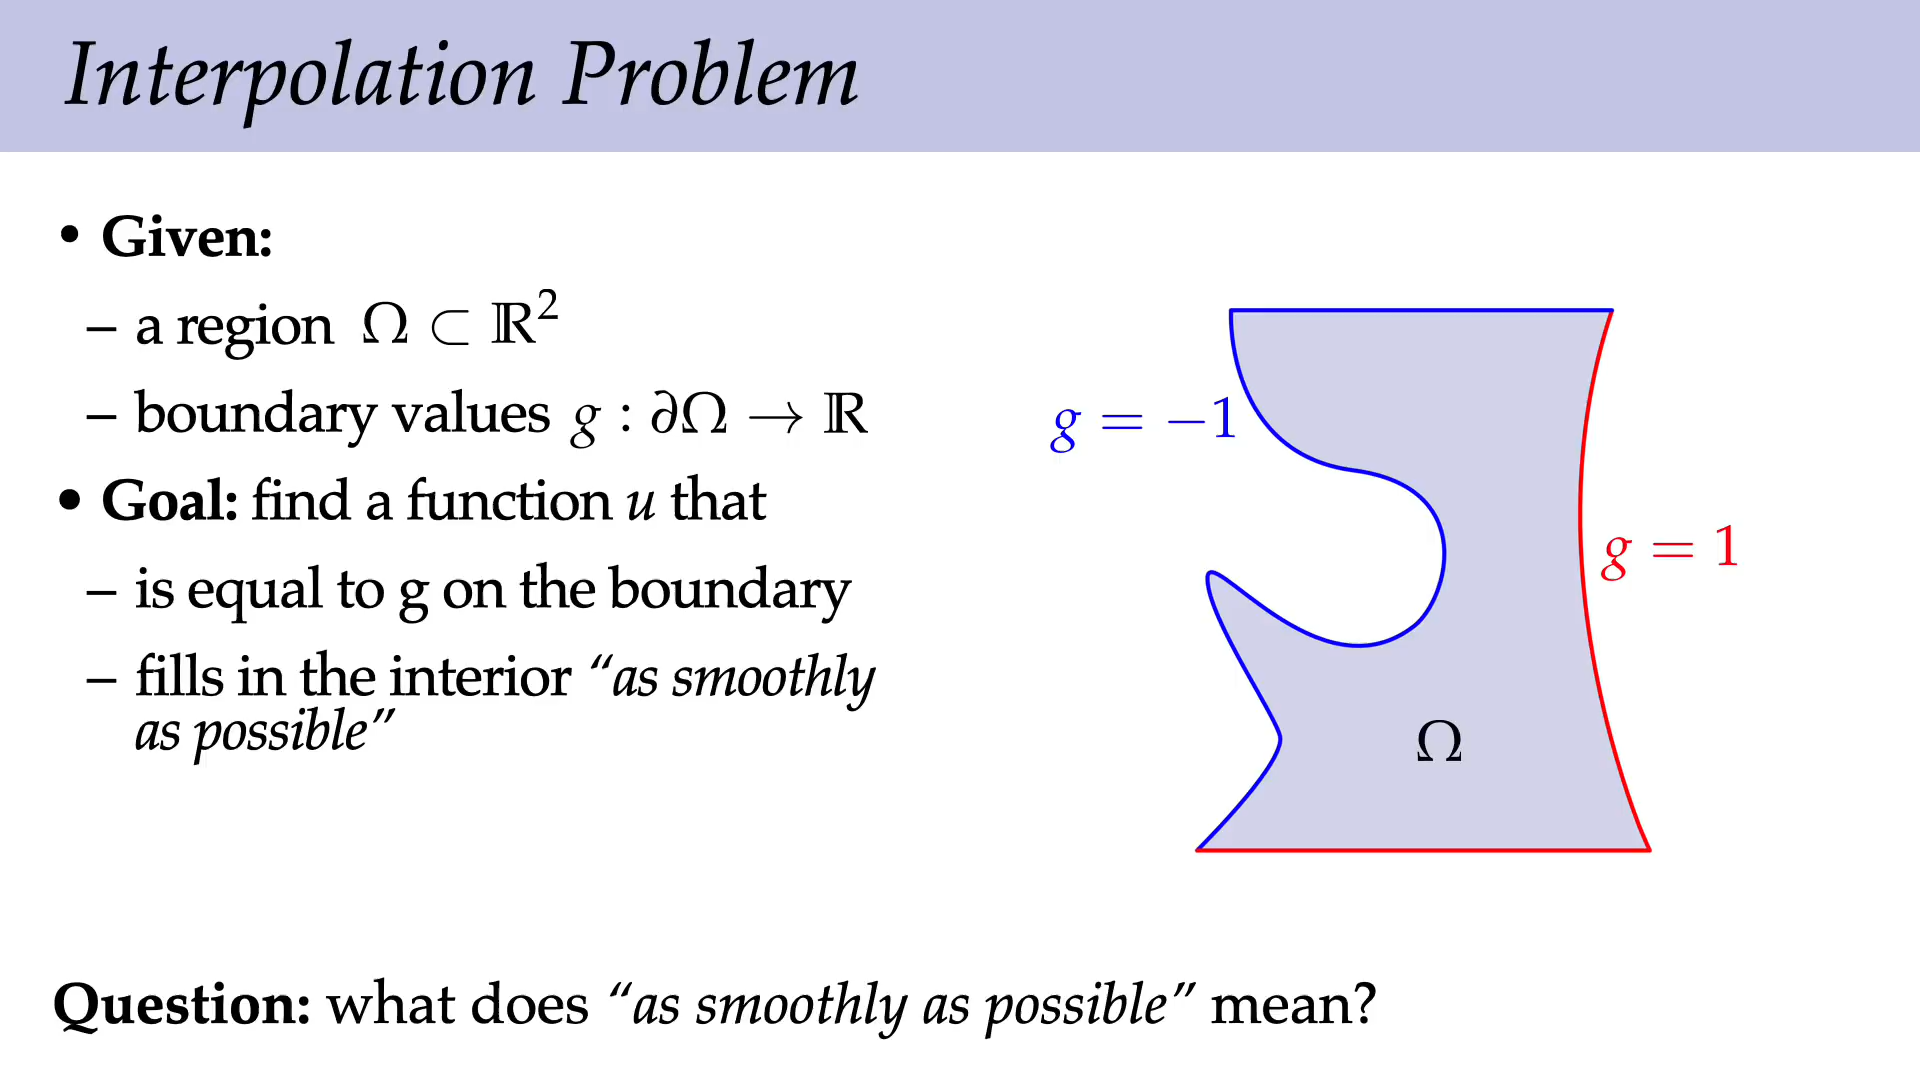 Interpolation Problem
• Given:
– a region Ω ⊂ ℝ²
– boundary values g : ∂Ω → ℝ
• Goal: find a function u that
– is equal to g on the boundary
– fills in the interior “as smoothly
as possible”
g = −1
g = 1
Ω
Question: what does “as smoothly as possible” mean?